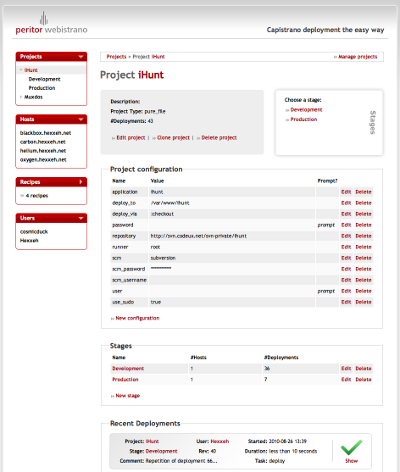 peritor webistrano
Capistrano deployment the easy way
Projects
iHunt
Development
Production
Muxdos
Hosts
blackbox.hexxeh.net
carbon.hexxeh.net
helium.hexxeh.net
oxygen.hexxeh.net
Recipes
» 4 recipes
Users
cosmicduck
Hexxeh
Projects > Project iHunt
» Manage projects
Project iHunt
Description:
Project Type: pure_file
#Deployments: 43
» Edit project | » Clone project | » Delete project
Choose a stage:
» Development
» Production
Stages
Project configuration
Name Value Prompt?
application ihunt Edit Delete
deploy_to /var/www/ihunt Edit Delete
deploy_via :checkout Edit Delete
password prompt Edit Delete
repository http://svn.cadeux.net/svn-private/ihunt Edit Delete
runner root Edit Delete
scm subversion Edit Delete
scm_password ********* Edit Delete
scm_username Edit Delete
user prompt Edit Delete
use_sudo true Edit Delete
» New configuration
Stages
Name #Hosts #Deployments
Development 1 36 Edit Delete
Production 1 7 Edit Delete
» New stage
Recent Deployments
Project: iHunt User: Hexxeh Started: 2010-08-26 13:39
Stage: Development Rev: 40 Duration: less than 10 seconds
Comment: Repetition of deployment 66... Task: deploy
Show